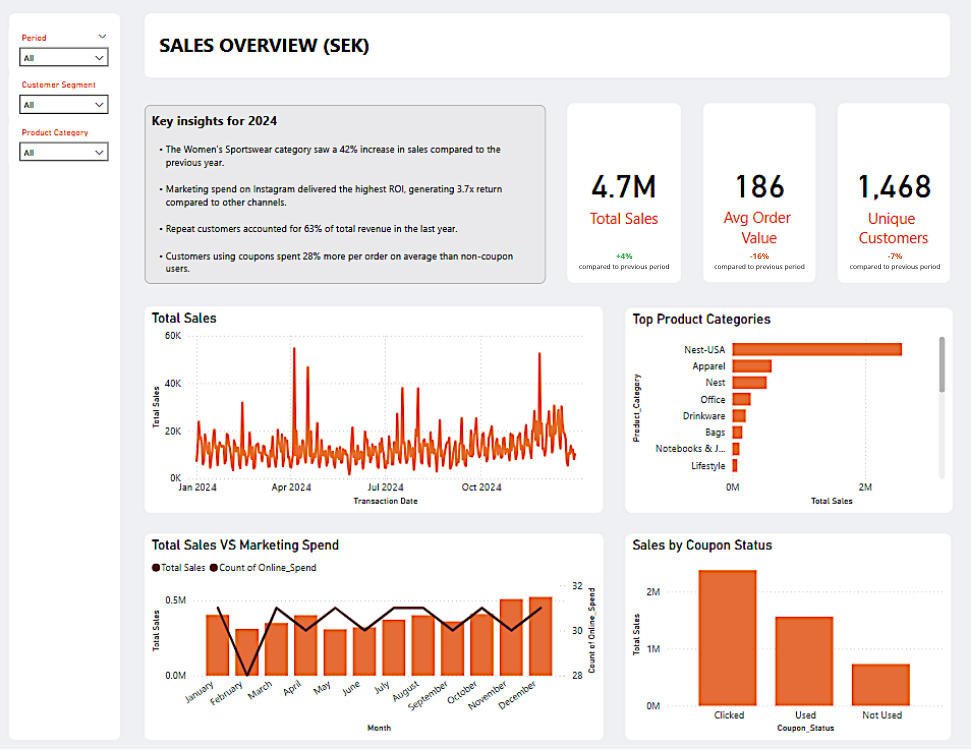 Period
All
Customer Segment
All
Product Category
All
SALES OVERVIEW (SEK)
Key insights for 2024
• The Women's Sportswear category saw a 42% increase in sales compared to the
previous year.
• Marketing spend on Instagram delivered the highest ROI, generating 3.7x return
compared to other channels.
• Repeat customers accounted for 63% of total revenue in the last year.
• Customers using coupons spent 28% more per order on average than non-coupon
users.
4.7M
Total Sales
+4%
compared to previous period
186
Avg Order
Value
-16%
compared to previous period
1,468
Unique
Customers
-7%
compared to previous period
Total Sales
60K
40K
20K
0K
Total Sales
Jan 2024 Apr 2024 Jul 2024 Oct 2024
Transaction Date
Top Product Categories
Product_Category
Nest-USA
Apparel
Nest
Office
Drinkware
Bags
Notebooks & J...
Lifestyle
0M 2M
Total Sales
Total Sales VS Marketing Spend
Total Sales Count of Online_Spend
Total Sales
0.5M
0.0M
32
30
28
Count of Online_Spend
January February March April May June July August September October November December
Month
Sales by Coupon Status
Total Sales
2M
1M
0M
Clicked Used Not Used
Coupon_Status